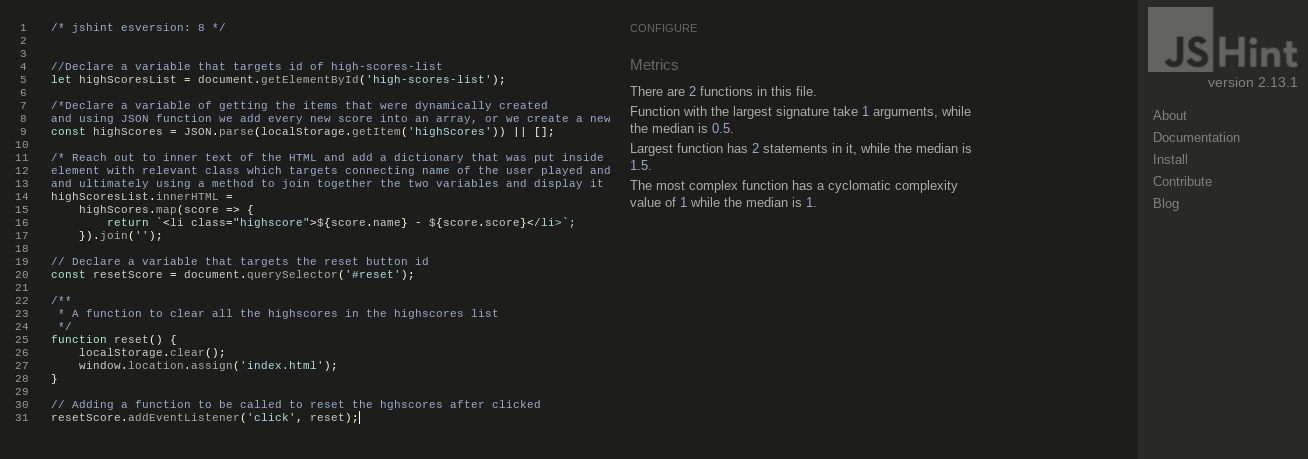 1 /* jshint esversion: 8 */
2
3
4 //Declare a variable that targets id of high-scores-list
5 let highScoresList = document.getElementById('high-scores-list');
6
7 /*Declare a variable of getting the items that were dynamically created
8 and using JSON function we add every new score into an array, or we create a new
9 const highScores = JSON.parse(localStorage.getItem('highScores')) || [];
10
11 /* Reach out to inner text of the HTML and add a dictionary that was put inside
12 element with relevant class which targets connecting name of the user played and
13 and ultimately using a method to join together the two variables and display it
14 highScoresList.innerHTML =
15     highScores.map(score => {
16         return `<li class="highscore">${score.name} - ${score.score}</li>`;
17     }).join('');
18
19 // Declare a variable that targets the reset button id
20 const resetScore = document.querySelector('#reset');
21
22 /**
23  * A function to clear all the highscores in the highscores list
24  */
25 function reset() {
26     localStorage.clear();
27     window.location.assign('index.html');
28 }
29
30 // Adding a function to be called to reset the hghscores after clicked
31 resetScore.addEventListener('click', reset);
CONFIGURE
Metrics
There are 2 functions in this file.
Function with the largest signature take 1 arguments, while
the median is 0.5.
Largest function has 2 statements in it, while the median is
1.5.
The most complex function has a cyclomatic complexity
value of 1 while the median is 1.
JSHint
version 2.13.1
About
Documentation
Install
Contribute
Blog